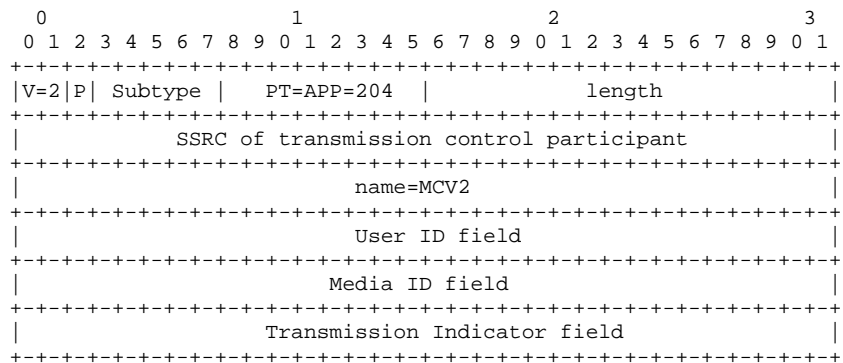 0                   1                   2                   3
0 1 2 3 4 5 6 7 8 9 0 1 2 3 4 5 6 7 8 9 0 1 2 3 4 5 6 7 8 9 0 1
+-+-+-+-+-+-+-+-+-+-+-+-+-+-+-+-+-+-+-+-+-+-+-+-+-+-+-+-+-+-+-+-+
|V=2|P| Subtype |   PT=APP=204  |            length             |
+-+-+-+-+-+-+-+-+-+-+-+-+-+-+-+-+-+-+-+-+-+-+-+-+-+-+-+-+-+-+-+-+
|            SSRC of transmission control participant           |
+-+-+-+-+-+-+-+-+-+-+-+-+-+-+-+-+-+-+-+-+-+-+-+-+-+-+-+-+-+-+-+-+
|                          name=MCV2                            |
+-+-+-+-+-+-+-+-+-+-+-+-+-+-+-+-+-+-+-+-+-+-+-+-+-+-+-+-+-+-+-+-+
|                          User ID field                        |
+-+-+-+-+-+-+-+-+-+-+-+-+-+-+-+-+-+-+-+-+-+-+-+-+-+-+-+-+-+-+-+-+
|                        Media ID field                         |
+-+-+-+-+-+-+-+-+-+-+-+-+-+-+-+-+-+-+-+-+-+-+-+-+-+-+-+-+-+-+-+-+
|                   Transmission Indicator field                |
+-+-+-+-+-+-+-+-+-+-+-+-+-+-+-+-+-+-+-+-+-+-+-+-+-+-+-+-+-+-+-+-+